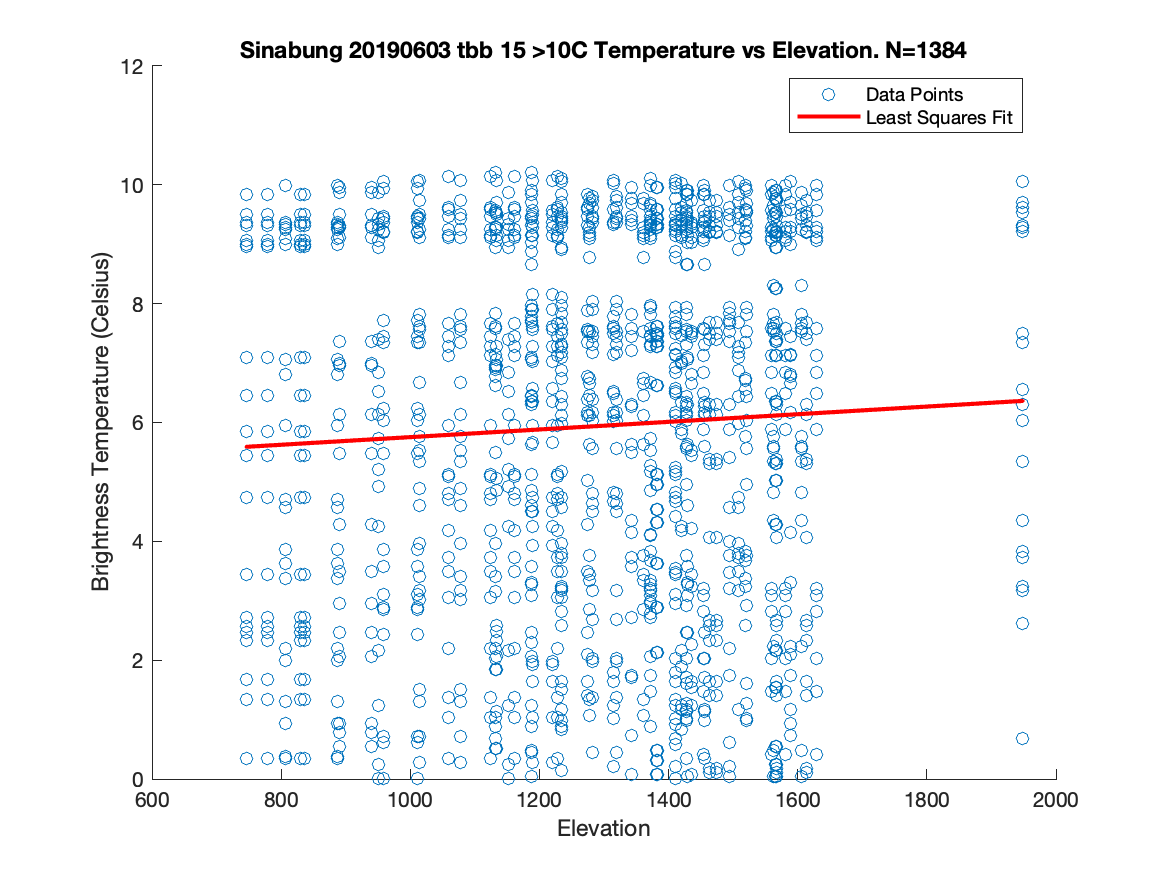 Sinabung 20190603 tbb 15 >10C Temperature vs Elevation. N=1384
Data Points
Least Squares Fit
12
10
8
6
4
2
0
Brightness Temperature (Celsius)
600 800 1000 1200 1400 1600 1800 2000
Elevation